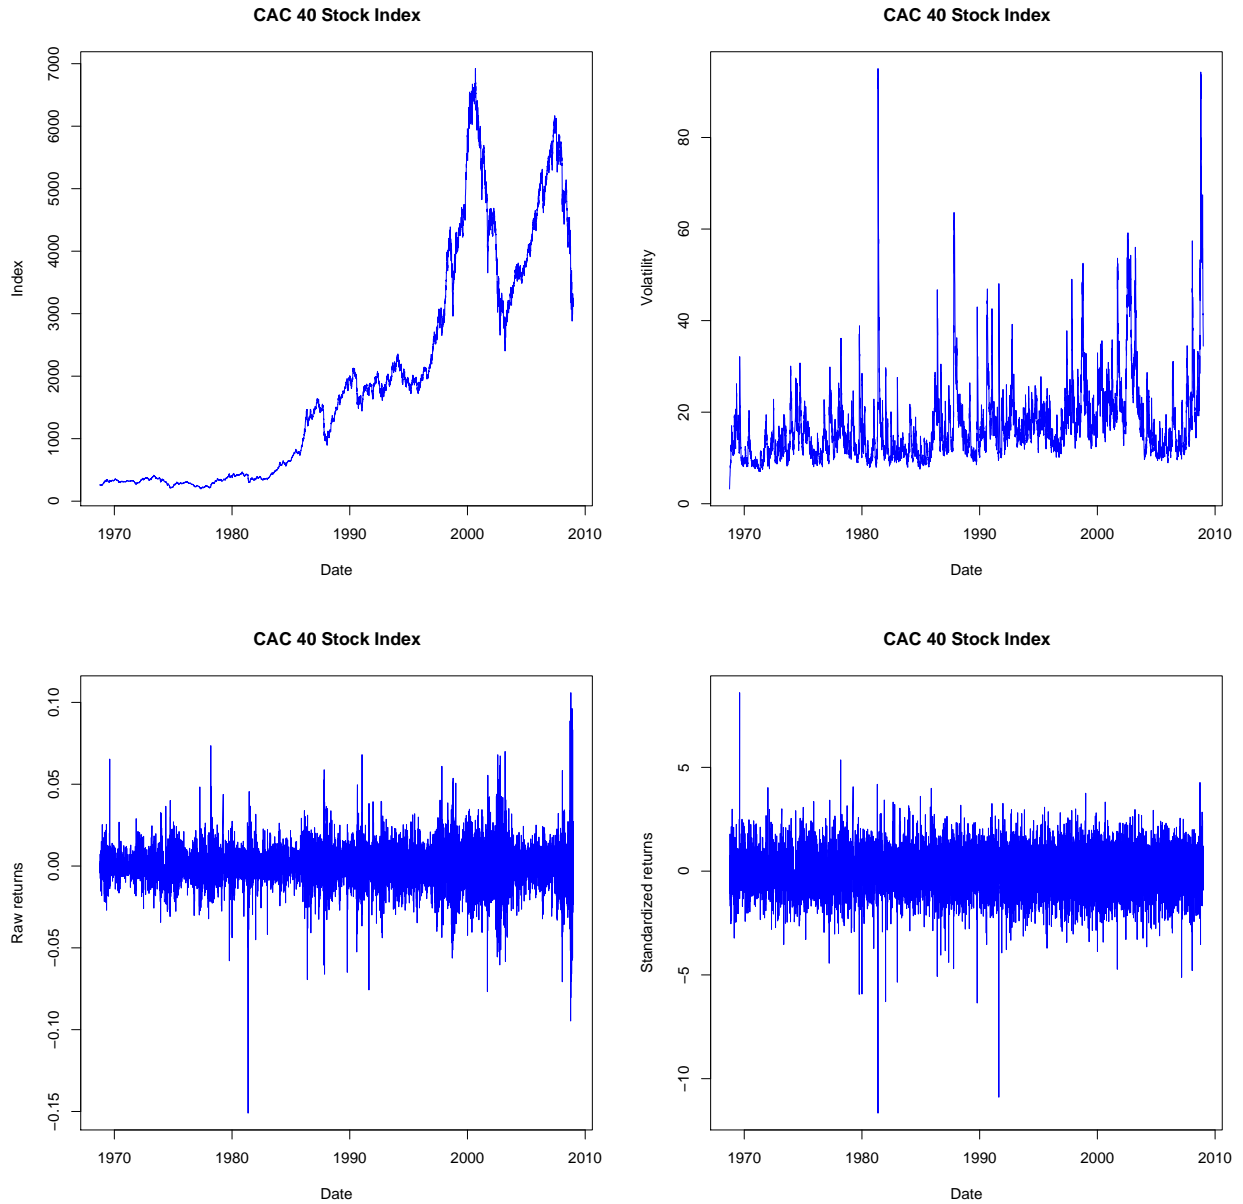 CAC 40 Stock Index
CAC 40 Stock Index
Index
0
1000
2000
3000
4000
5000
6000
7000
1970 1980 1990 2000 2010
Date
Volatility
0
20
40
60
80
1970 1980 1990 2000 2010
Date
CAC 40 Stock Index
CAC 40 Stock Index
Raw returns
−0.15
−0.10
−0.05
0.00
0.05
0.10
1970 1980 1990 2000 2010
Date
Standardized returns
−10
−5
0
5
1970 1980 1990 2000 2010
Date